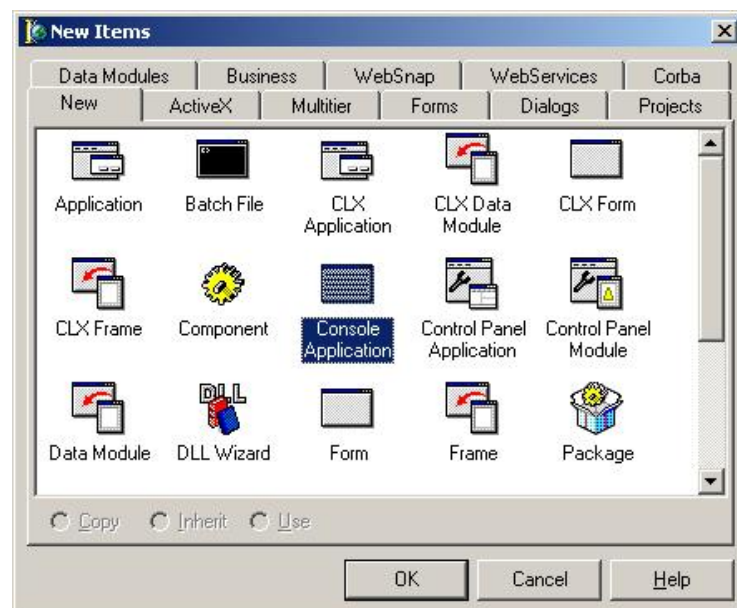 New Items
Data Modules Business WebSnap WebServices Corba
New ActiveX Multitier Forms Dialogs Projects
Application Batch File CLX Application CLX Data Module CLX Form
CLX Frame Component Console Application Control Panel Application Control Panel Module
Data Module DLL DLL Wizard Form Frame Package
Copy Inherit Use
OK Cancel Help